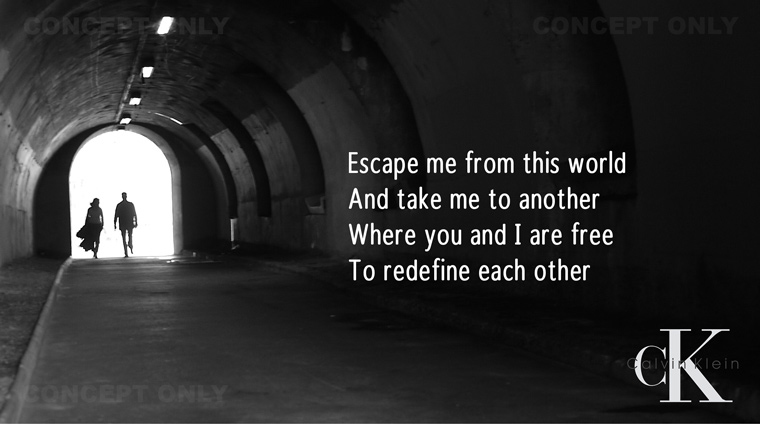 CONCEPT ONLY
CONCEPT ONLY
Escape me from this world
And take me to another
Where you and I are free
To redefine each other
cK
Calvin Klein
CONCEPT ONLY